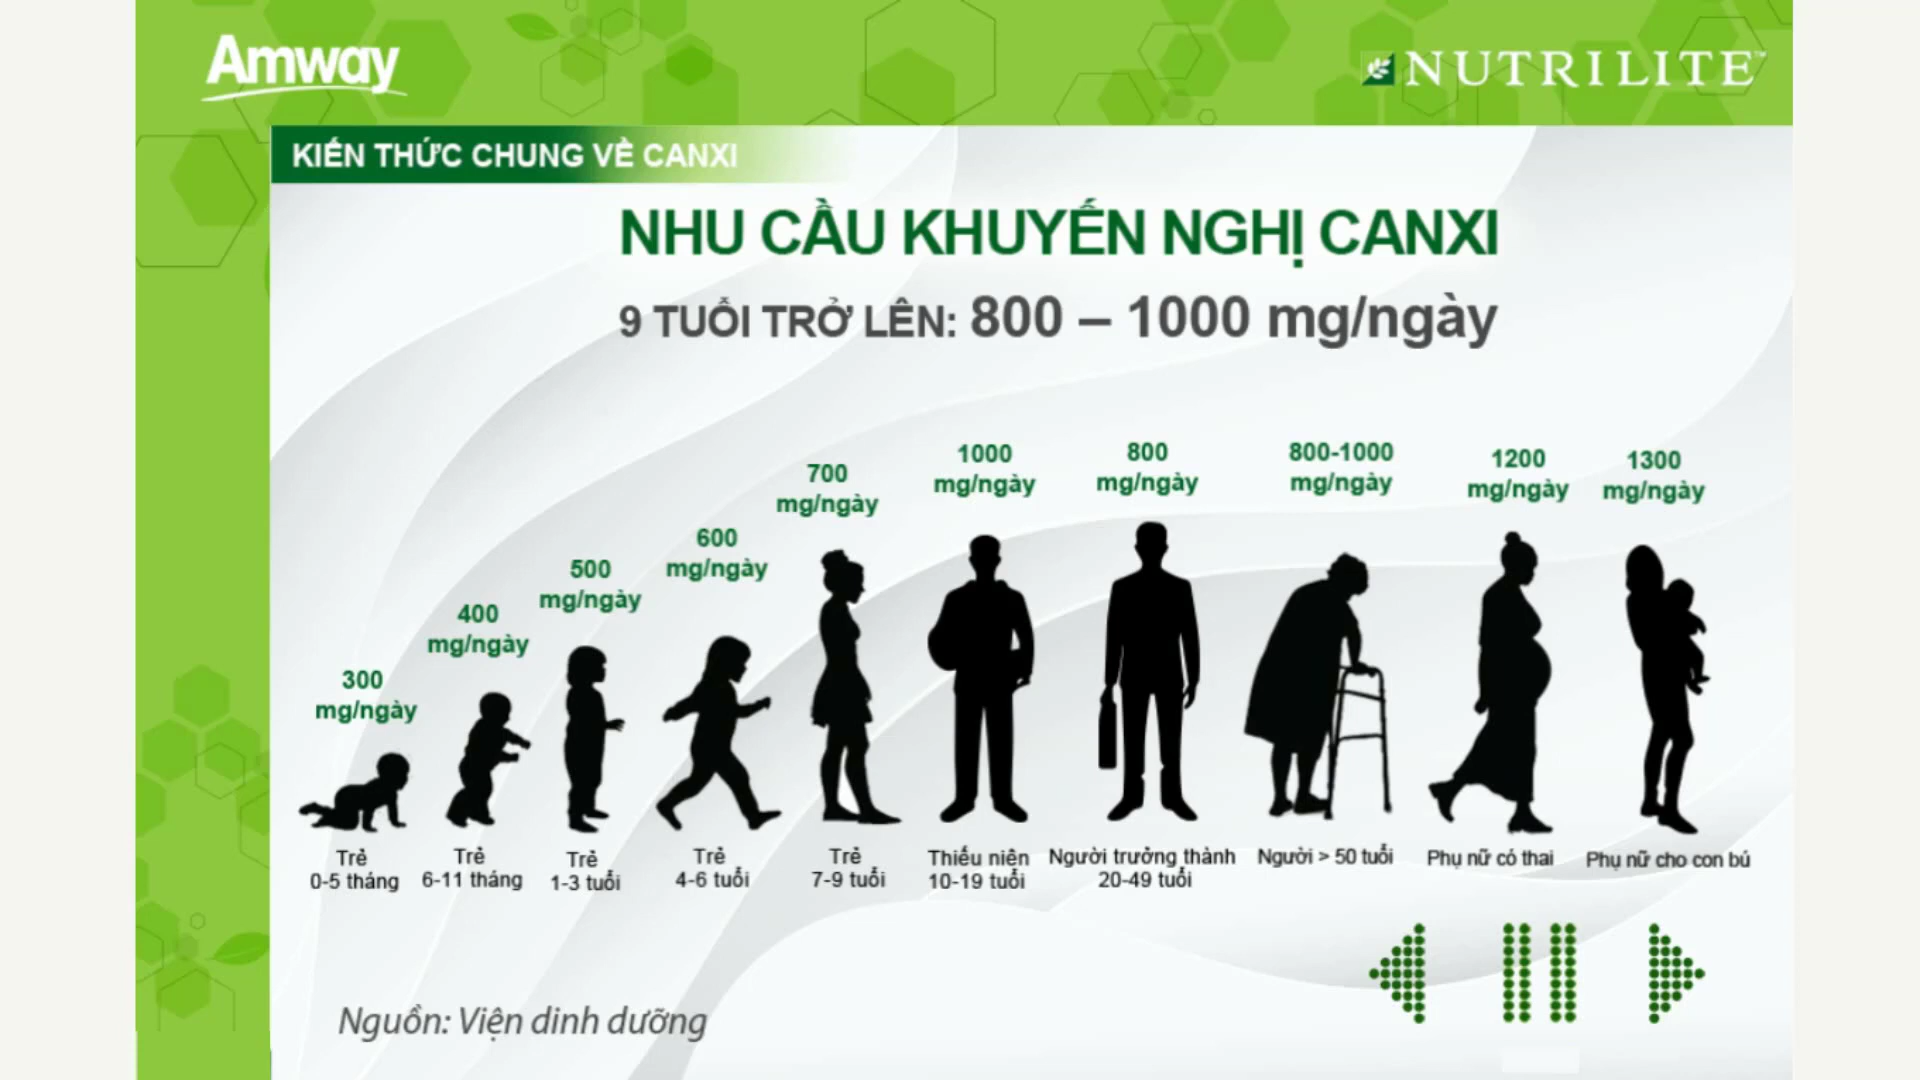 Amway
NUTRILITE™
KIẾN THỨC CHUNG VỀ CANXI
NHU CẦU KHUYẾN NGHỊ CANXI
9 TUỔI TRỞ LÊN: 800 – 1000 mg/ngày
300
mg/ngày
400
mg/ngày
500
mg/ngày
600
mg/ngày
700
mg/ngày
1000
mg/ngày
800
mg/ngày
800-1000
mg/ngày
1200
mg/ngày
1300
mg/ngày
Trẻ
0-5 tháng
Trẻ
6-11 tháng
Trẻ
1-3 tuổi
Trẻ
4-6 tuổi
Trẻ
7-9 tuổi
Thiếu niên
10-19 tuổi
Người trưởng thành
20-49 tuổi
Người > 50 tuổi
Phụ nữ có thai
Phụ nữ cho con bú
Nguồn: Viện dinh dưỡng